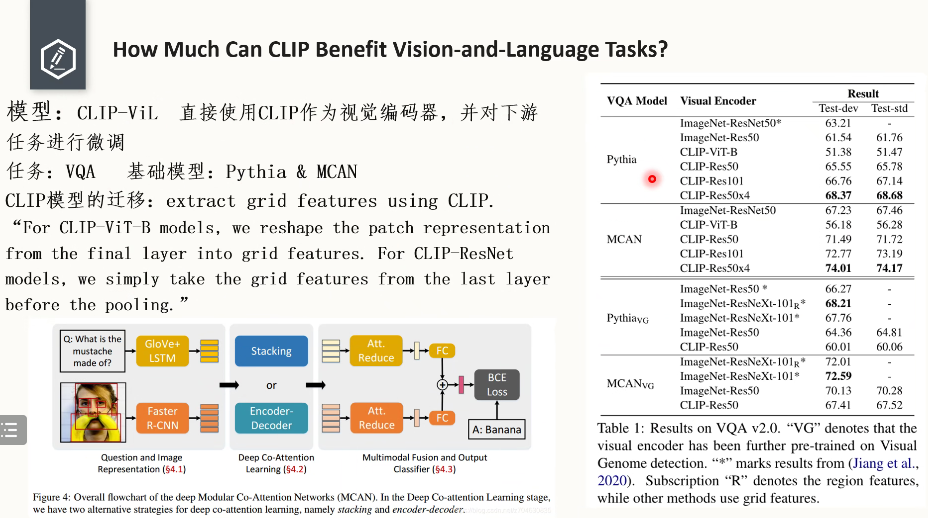 How Much Can CLIP Benefit Vision-and-Language Tasks?
模型：CLIP-ViL 直接使用CLIP作为视觉编码器，并对下游
任务进行微调
任务：VQA 基础模型：Pythia & MCAN
CLIP模型的迁移：extract grid features using CLIP.
“For CLIP-ViT-B models, we reshape the patch representation
from the final layer into grid features. For CLIP-ResNet
models, we simply take the grid features from the last layer
before the pooling.”
Q: What is the
mustache
made of?
GloVe+
LSTM
Stacking
Att.
Reduce
FC
or
BCE
Loss
Faster
R-CNN
Encoder-
Decoder
Att.
Reduce
FC
A: Banana
Question and Image
Representation (§4.1)
Deep Co-Attention
Learning (§4.2)
Multimodal Fusion and Output
Classifier (§4.3)
Figure 4: Overall flowchart of the deep Modular Co-Attention Networks (MCAN). In the Deep Co-attention Learning stage,
we have two alternative strategies for deep co-attention learning, namely stacking and encoder-decoder.
VQA Model Visual Encoder Result
Test-dev Test-std
Pythia
ImageNet-ResNet50* 63.21 -
ImageNet-Res50 61.54 61.76
CLIP-ViT-B 51.38 51.47
CLIP-Res50 65.55 65.78
CLIP-Res101 66.76 67.14
CLIP-Res50x4 68.37 68.68
MCAN
ImageNet-ResNet50 67.23 67.46
CLIP-ViT-B 56.18 56.28
CLIP-Res50 71.49 71.72
CLIP-Res101 72.77 73.19
CLIP-Res50x4 74.01 74.17
PythiaVG
ImageNet-Res50 * 66.27 -
ImageNet-ResNeXt-101R* 68.21 -
ImageNet-ResNeXt-101* 67.76 -
ImageNet-Res50 64.36 64.81
CLIP-Res50 60.01 60.06
MCANVG
ImageNet-ResNeXt-101R* 72.01 -
ImageNet-ResNeXt-101* 72.59 -
ImageNet-Res50 70.13 70.28
CLIP-Res50 67.41 67.52
Table 1: Results on VQA v2.0. “VG” denotes that the
visual encoder has been further pre-trained on Visual
Genome detection. “*” marks results from (Jiang et al.,
2020). Subscription “R” denotes the region features,
while other methods use grid features.